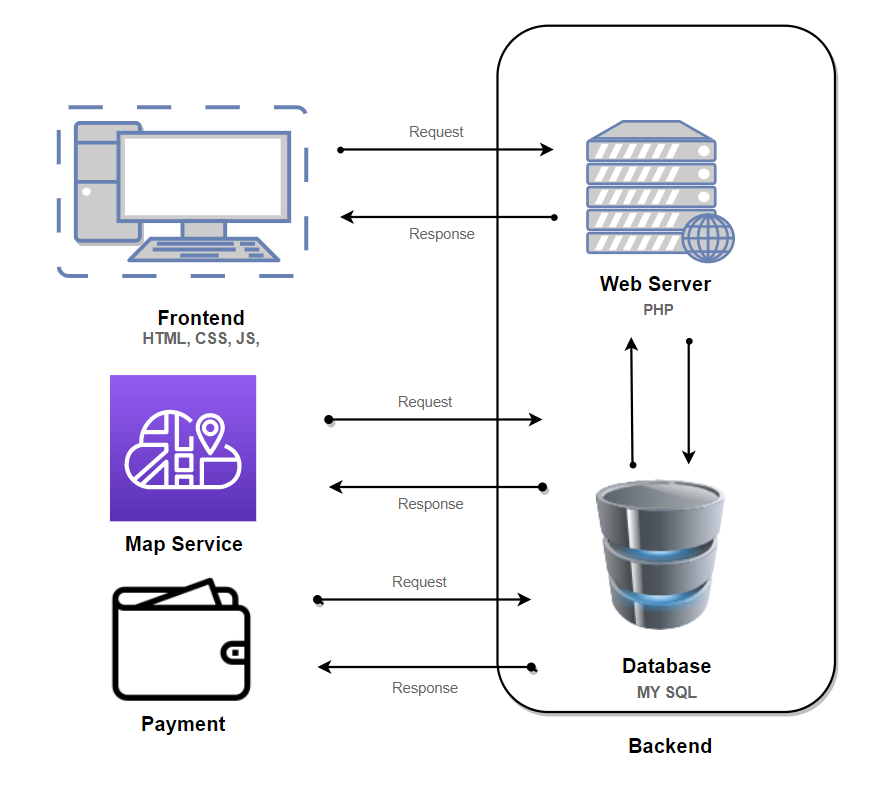 Request
Response
Web Server
PHP
Frontend
HTML, CSS, JS,
Request
Response
Map Service
Request
Response
Database
MY SQL
Payment
Backend